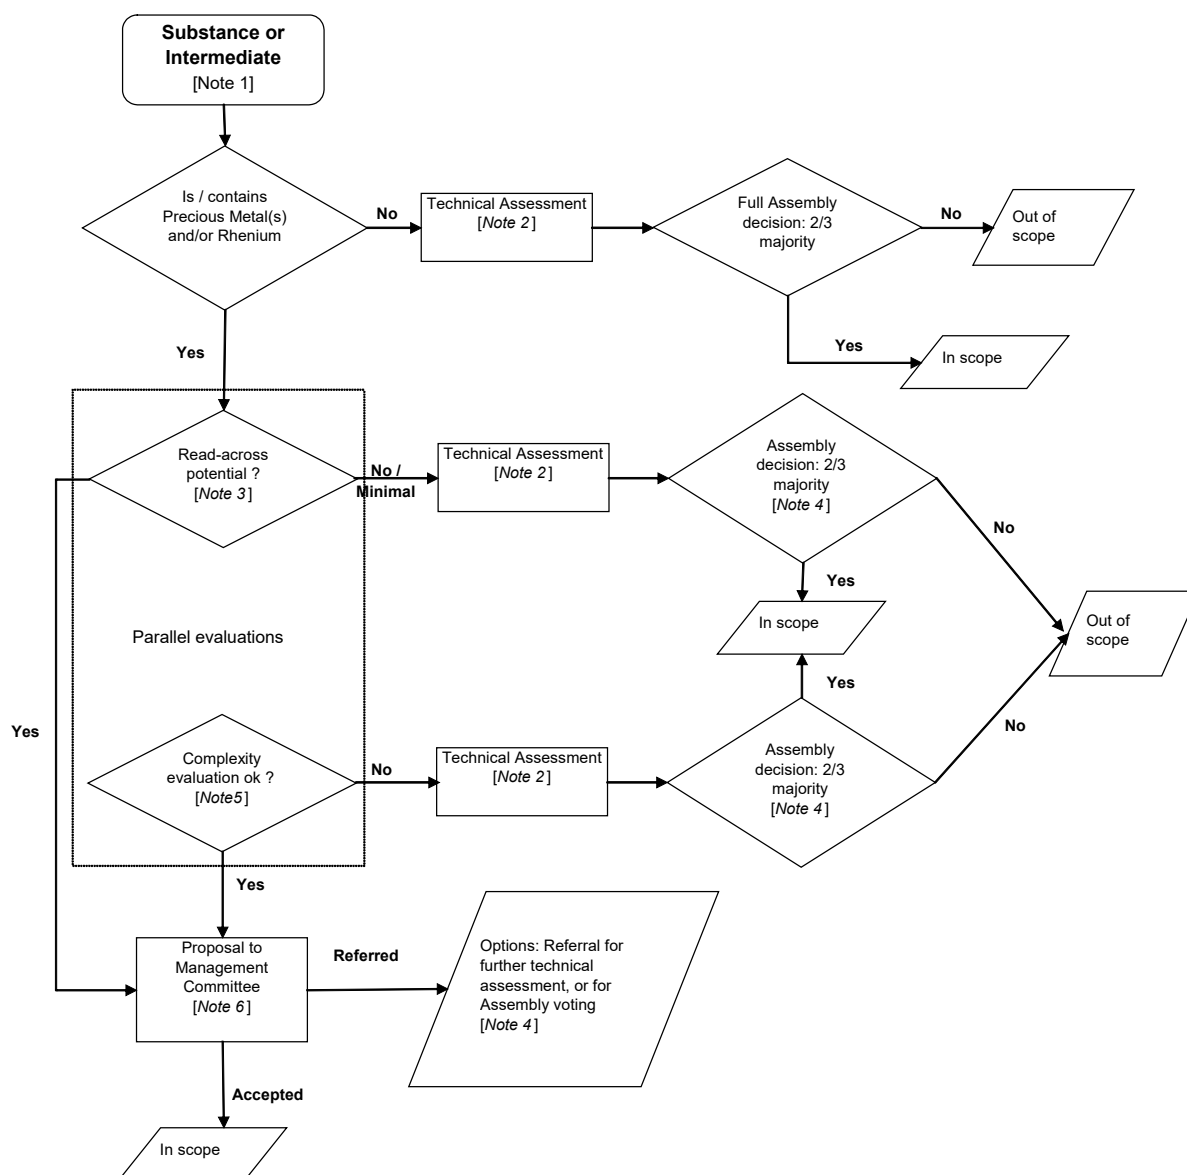 Substance or
Intermediate
[Note 1]
Is / contains
Precious Metal(s)
and/or Rhenium
No
Technical Assessment
[Note 2]
Full Assembly
decision: 2/3
majority
No
Out of
scope
Yes
Yes
In scope
Read-across
potential ?
[Note 3]
No /
Minimal
Technical Assessment
[Note 2]
Assembly
decision: 2/3
majority
[Note 4]
No
Yes
In scope
Out of
scope
Parallel evaluations
Yes
Yes
No
Complexity
evaluation ok ?
[Note5]
No
Technical Assessment
[Note 2]
Assembly
decision: 2/3
majority
[Note 4]
Yes
Proposal to
Management
Committee
[Note 6]
Referred
Options: Referral for
further technical
assessment, or for
Assembly voting
[Note 4]
Accepted
In scope